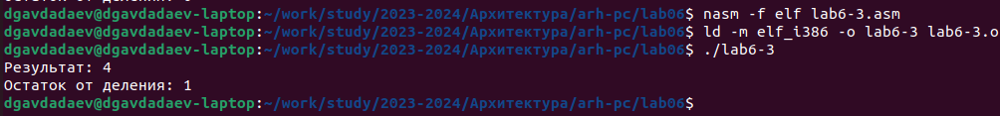 dgavdadaev@dgavdadaev-laptop:~/work/study/2023-2024/Архитектура/arh-pc/lab06$ nasm -f elf lab6-3.asm
dgavdadaev@dgavdadaev-laptop:~/work/study/2023-2024/Архитектура/arh-pc/lab06$ ld -m elf_i386 -o lab6-3 lab6-3.o
dgavdadaev@dgavdadaev-laptop:~/work/study/2023-2024/Архитектура/arh-pc/lab06$ ./lab6-3
Результат: 4
Остаток от деления: 1
dgavdadaev@dgavdadaev-laptop:~/work/study/2023-2024/Архитектура/arh-pc/lab06$